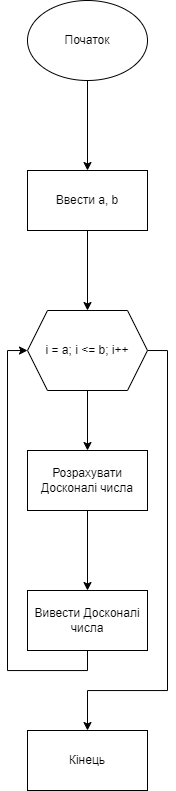 Початок
Ввести a, b
i = a; i <= b; i++
Розрахувати
Досконалі числа
Вивести Досконалі
числа
Кінець